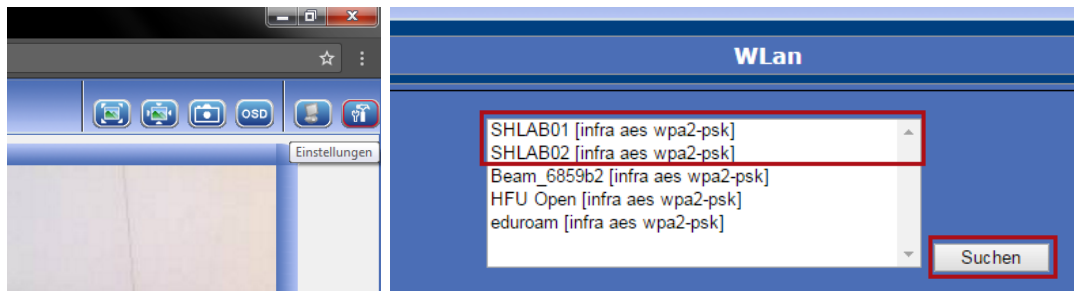 OSD
Einstellungen
WLan
SHLAB01 [infra aes wpa2-psk]
SHLAB02 [infra aes wpa2-psk]
Beam_6859b2 [infra aes wpa2-psk]
HFU Open [infra aes wpa2-psk]
eduroam [infra aes wpa2-psk]
Suchen